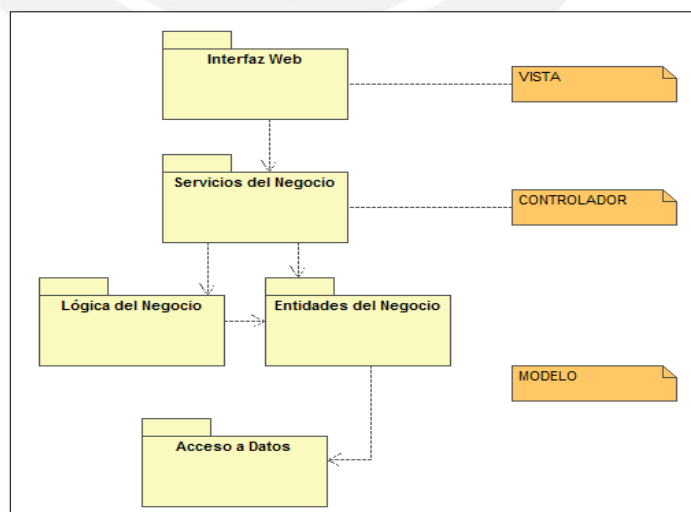 Interfaz Web
VISTA
Servicios del Negocio
CONTROLADOR
Lógica del Negocio
Entidades del Negocio
MODELO
Acceso a Datos